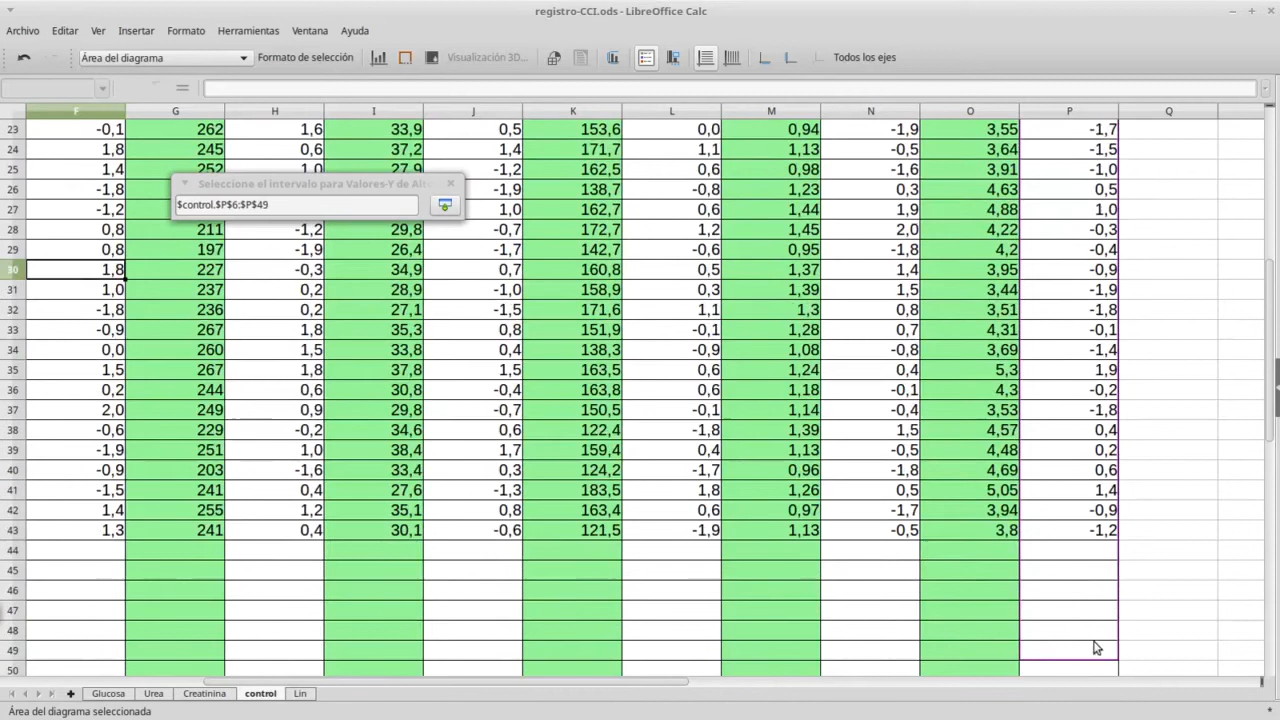 registro-CCI.ods - LibreOffice Calc
Archivo Editar Ver Insertar Formato Herramientas Ventana Ayuda
Área del diagrama Formato de selección Visualización 3D... Todos los ejes
F G H I J K L M N O P Q
23 -0,1 262 1,6 33,9 0,5 153,6 0,0 0,94 -1,9 3,55 -1,7
24 1,8 245 0,6 37,2 1,4 171,7 1,1 1,13 -0,5 3,64 -1,5
25 1,4 252 1,0 27,9 -1,2 162,5 0,6 0,98 -1,6 3,91 -1,0
Seleccione el intervalo para Valores-Y de
26 -1,8 -1,9 138,7 -0,8 1,23 0,3 4,63 0,5
$control.$P$6:$P$49
27 -1,2 1,0 162,7 0,6 1,44 1,9 4,88 1,0
28 0,8 211 -1,2 29,8 -0,7 172,7 1,2 1,45 2,0 4,22 -0,3
29 0,8 197 -1,9 26,4 -1,7 142,7 -0,6 0,95 -1,8 4,2 -0,4
30 1,8 227 -0,3 34,9 0,7 160,8 0,5 1,37 1,4 3,95 -0,9
31 1,0 237 0,2 28,9 -1,0 158,9 0,3 1,39 1,5 3,44 -1,9
32 -1,8 236 0,2 27,1 -1,5 171,6 1,1 1,3 0,8 3,51 -1,8
33 -0,9 267 1,8 35,3 0,8 151,9 -0,1 1,28 0,7 4,31 -0,1
34 0,0 260 1,5 33,8 0,4 138,3 -0,9 1,08 -0,8 3,69 -1,4
35 1,5 267 1,8 37,8 1,5 163,5 0,6 1,24 0,4 5,3 1,9
36 0,2 244 0,6 30,8 -0,4 163,8 0,6 1,18 -0,1 4,3 -0,2
37 2,0 249 0,9 29,8 -0,7 150,5 -0,1 1,14 -0,4 3,53 -1,8
38 -0,6 229 -0,2 34,6 0,6 122,4 -1,8 1,39 1,5 4,57 0,4
39 -1,9 251 1,0 38,4 1,7 159,4 0,4 1,13 -0,5 4,48 0,2
40 -0,9 203 -1,6 33,4 0,3 124,2 -1,7 0,96 -1,8 4,69 0,6
41 -1,5 241 0,4 27,6 -1,3 183,5 1,8 1,26 0,5 5,05 1,4
42 1,4 255 1,2 35,1 0,8 163,4 0,6 0,97 -1,7 3,94 -0,9
43 1,3 241 0,4 30,1 -0,6 121,5 -1,9 1,13 -0,5 3,8 -1,2
44
45
46
47
48
49
50
Glucosa Urea Creatinina control Lin
Área del diagrama seleccionada